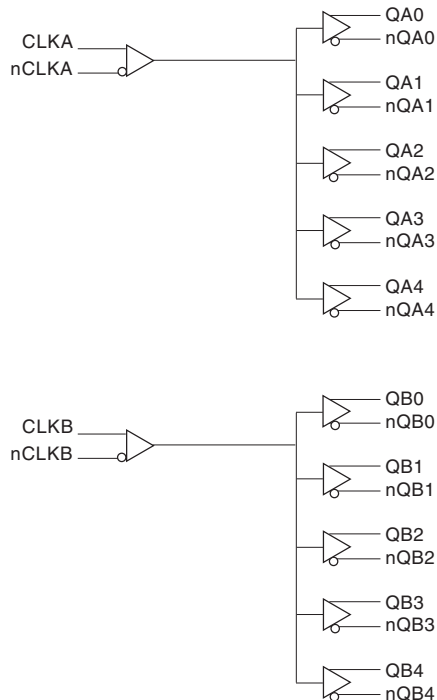 CLKA
nCLKA
QA0
nQA0
QA1
nQA1
QA2
nQA2
QA3
nQA3
QA4
nQA4
CLKB
nCLKB
QB0
nQB0
QB1
nQB1
QB2
nQB2
QB3
nQB3
QB4
nQB4